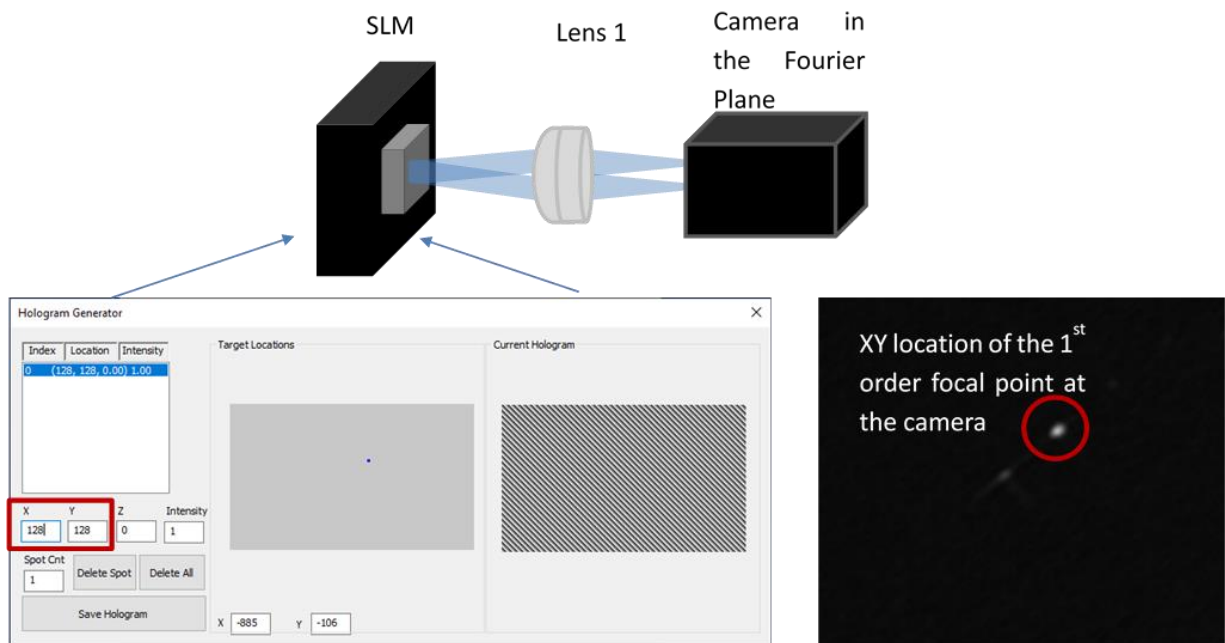 SLM
Lens 1
Camera in
the Fourier
Plane
Hologram Generator
Index Location Intensity
0 (128, 128, 0.00) 1.00
X Y Z Intensity
128 128 0 1
Spot Cnt
1
Delete Spot Delete All
Save Hologram
Target Locations
X -885 Y -106
Current Hologram
XY location of the 1st
order focal point at
the camera